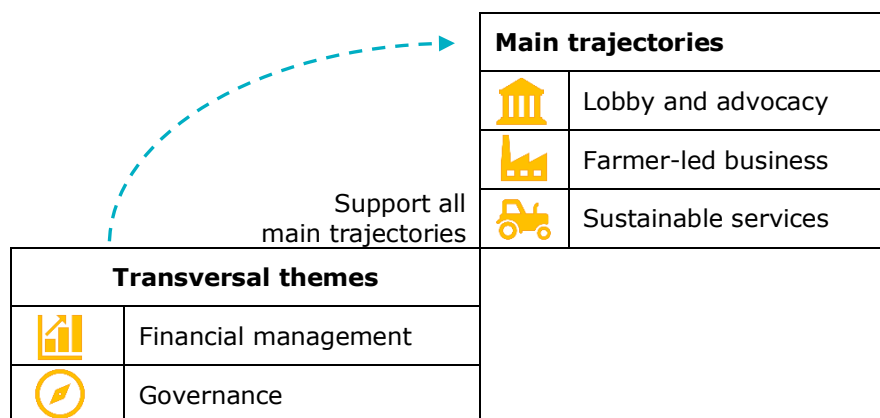 Main trajectories
Lobby and advocacy
Farmer-led business
Sustainable services
Support all
main trajectories
Transversal themes
Financial management
Governance